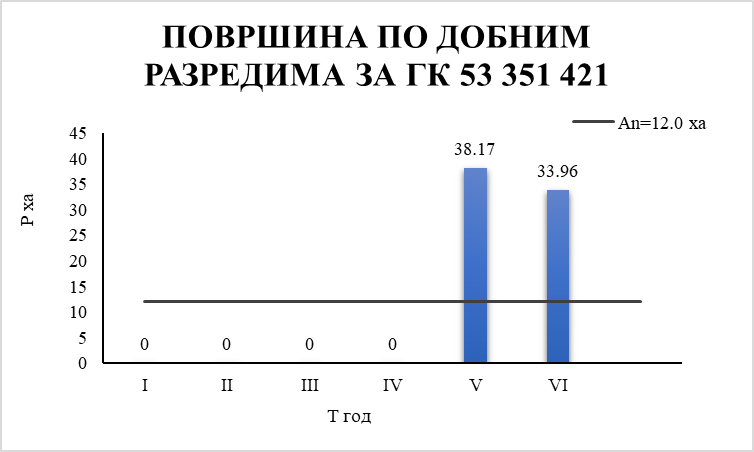 ПОВРШИНА ПО ДОБНИМ
РАЗРЕДИМА ЗА ГК 53 351 421
An=12.0 ха
P ха
45
40
35
30
25
20
15
10
5
0
0
0
0
0
38.17
33.96
I
II
III
IV
V
VI
Т год